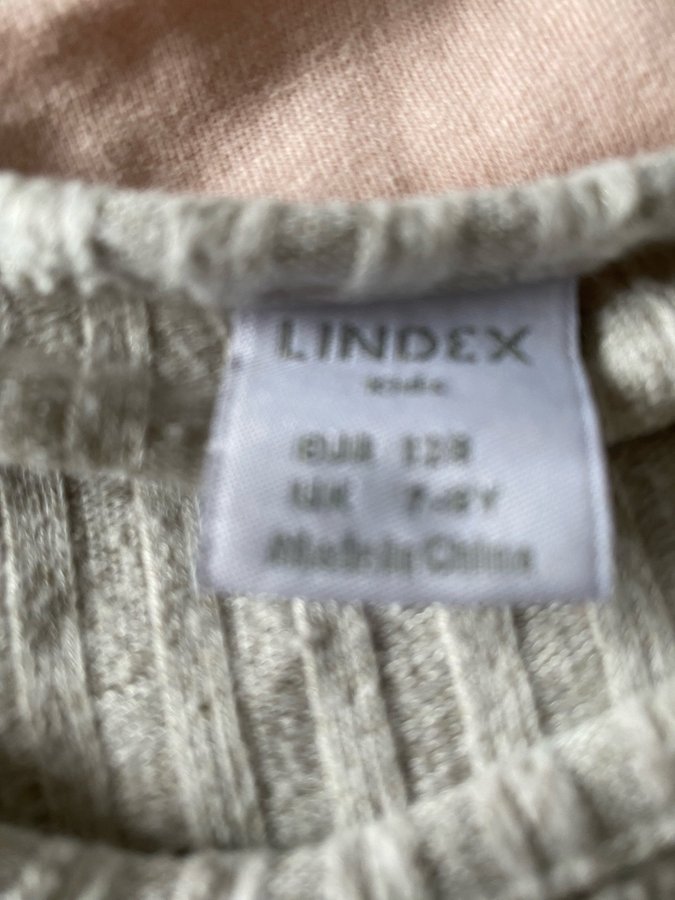 LINDEX
kids
EUR 128
UK 7-8Y
Made in China